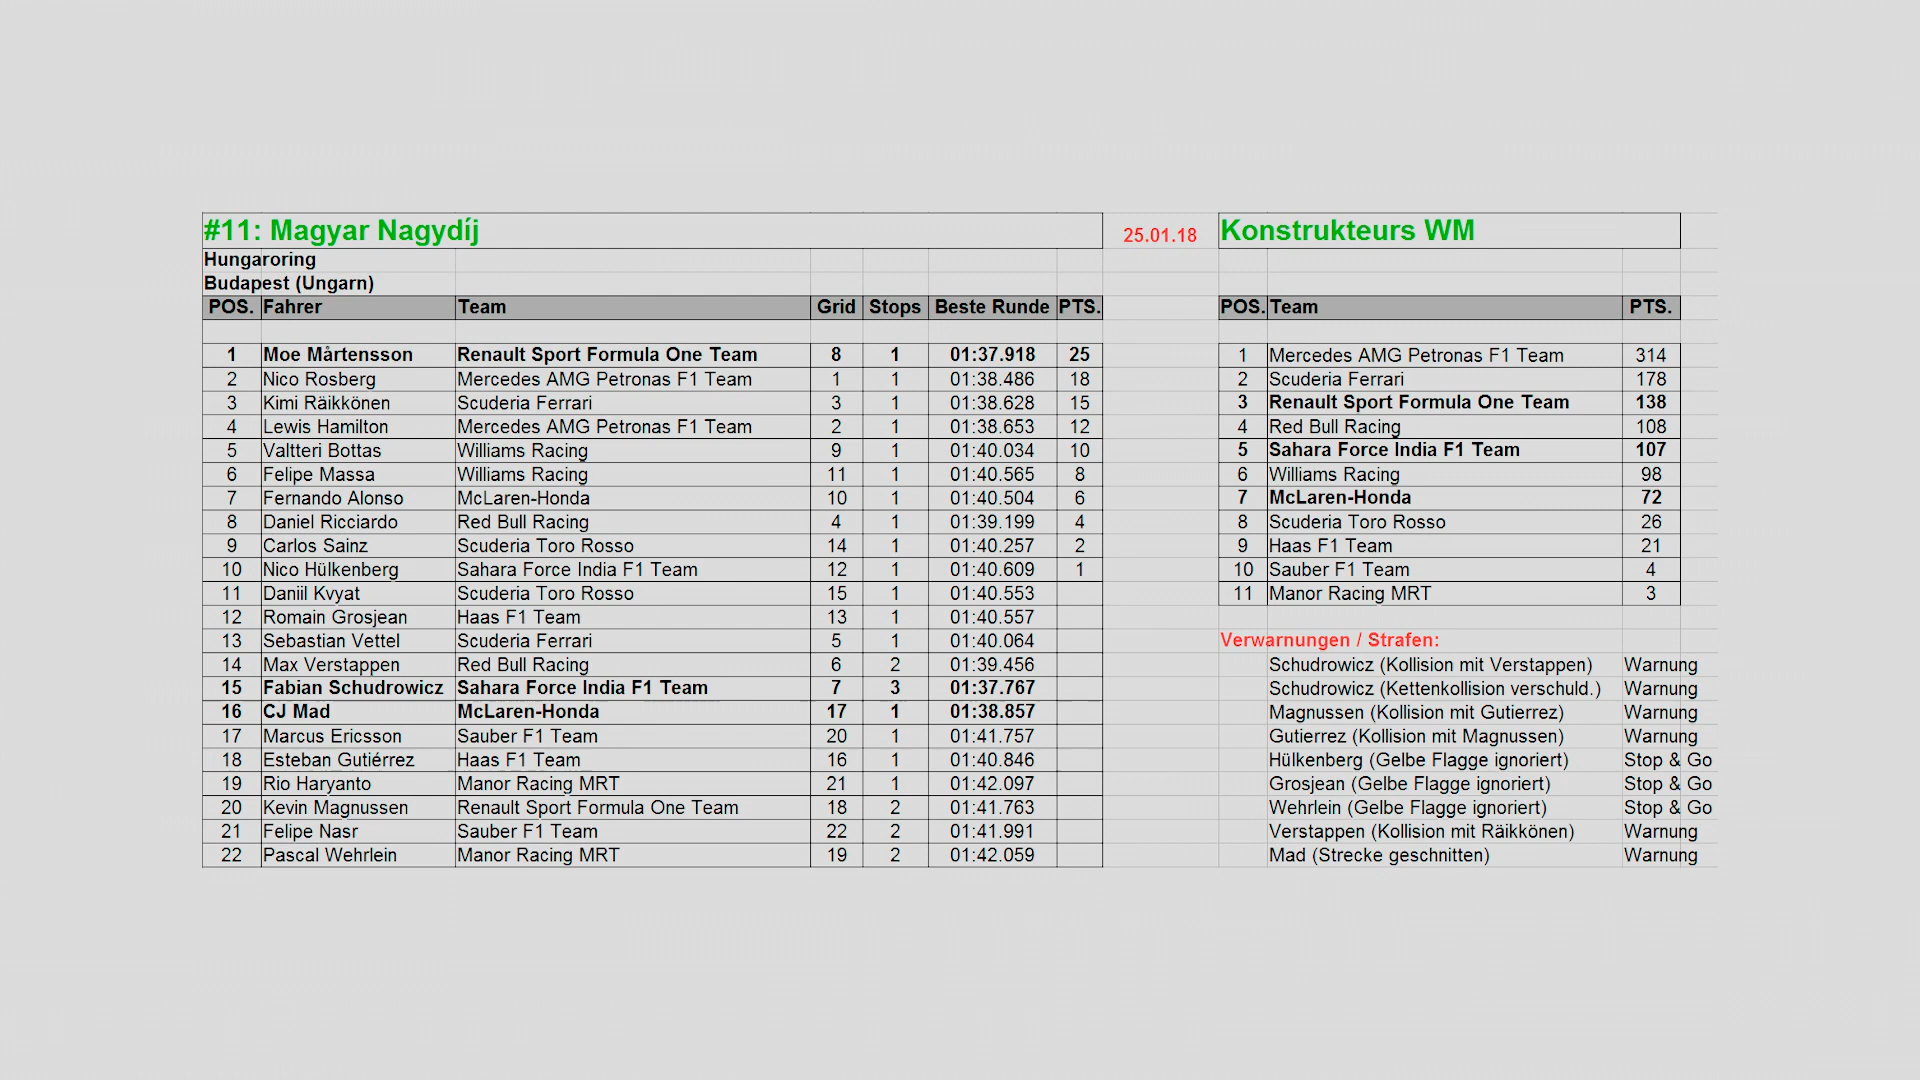 #11: Magyar Nagydíj
Hungaroring
Budapest (Ungarn)
POS. Fahrer Team Grid Stops Beste Runde PTS.
1 Moe Mårtensson Renault Sport Formula One Team 8 1 01:37.918 25
2 Nico Rosberg Mercedes AMG Petronas F1 Team 1 1 01:38.486 18
3 Kimi Räikkönen Scuderia Ferrari 3 1 01:38.628 15
4 Lewis Hamilton Mercedes AMG Petronas F1 Team 2 1 01:38.653 12
5 Valtteri Bottas Williams Racing 9 1 01:40.034 10
6 Felipe Massa Williams Racing 11 1 01:40.565 8
7 Fernando Alonso McLaren-Honda 10 1 01:40.504 6
8 Daniel Ricciardo Red Bull Racing 4 1 01:39.199 4
9 Carlos Sainz Scuderia Toro Rosso 14 1 01:40.257 2
10 Nico Hülkenberg Sahara Force India F1 Team 12 1 01:40.609 1
11 Daniil Kvyat Scuderia Toro Rosso 15 1 01:40.553
12 Romain Grosjean Haas F1 Team 13 1 01:40.557
13 Sebastian Vettel Scuderia Ferrari 5 1 01:40.064
14 Max Verstappen Red Bull Racing 6 2 01:39.456
15 Fabian Schudrowicz Sahara Force India F1 Team 7 3 01:37.767
16 CJ Mad McLaren-Honda 17 1 01:38.857
17 Marcus Ericsson Sauber F1 Team 20 1 01:41.757
18 Esteban Gutiérrez Haas F1 Team 16 1 01:40.846
19 Rio Haryanto Manor Racing MRT 21 1 01:42.097
20 Kevin Magnussen Renault Sport Formula One Team 18 2 01:41.763
21 Felipe Nasr Sauber F1 Team 22 2 01:41.991
22 Pascal Wehrlein Manor Racing MRT 19 2 01:42.059
25.01.18
Konstrukteurs WM
POS. Team PTS.
1 Mercedes AMG Petronas F1 Team 314
2 Scuderia Ferrari 178
3 Renault Sport Formula One Team 138
4 Red Bull Racing 108
5 Sahara Force India F1 Team 107
6 Williams Racing 98
7 McLaren-Honda 72
8 Scuderia Toro Rosso 26
9 Haas F1 Team 21
10 Sauber F1 Team 4
11 Manor Racing MRT 3
Verwarnungen / Strafen:
Schudrowicz (Kollision mit Verstappen) Warnung
Schudrowicz (Kettenkollision verschuld.) Warnung
Magnussen (Kollision mit Gutierrez) Warnung
Gutierrez (Kollision mit Magnussen) Warnung
Hülkenberg (Gelbe Flagge ignoriert) Stop & Go
Grosjean (Gelbe Flagge ignoriert) Stop & Go
Wehrlein (Gelbe Flagge ignoriert) Stop & Go
Verstappen (Kollision mit Räikkönen) Warnung
Mad (Strecke geschnitten) Warnung